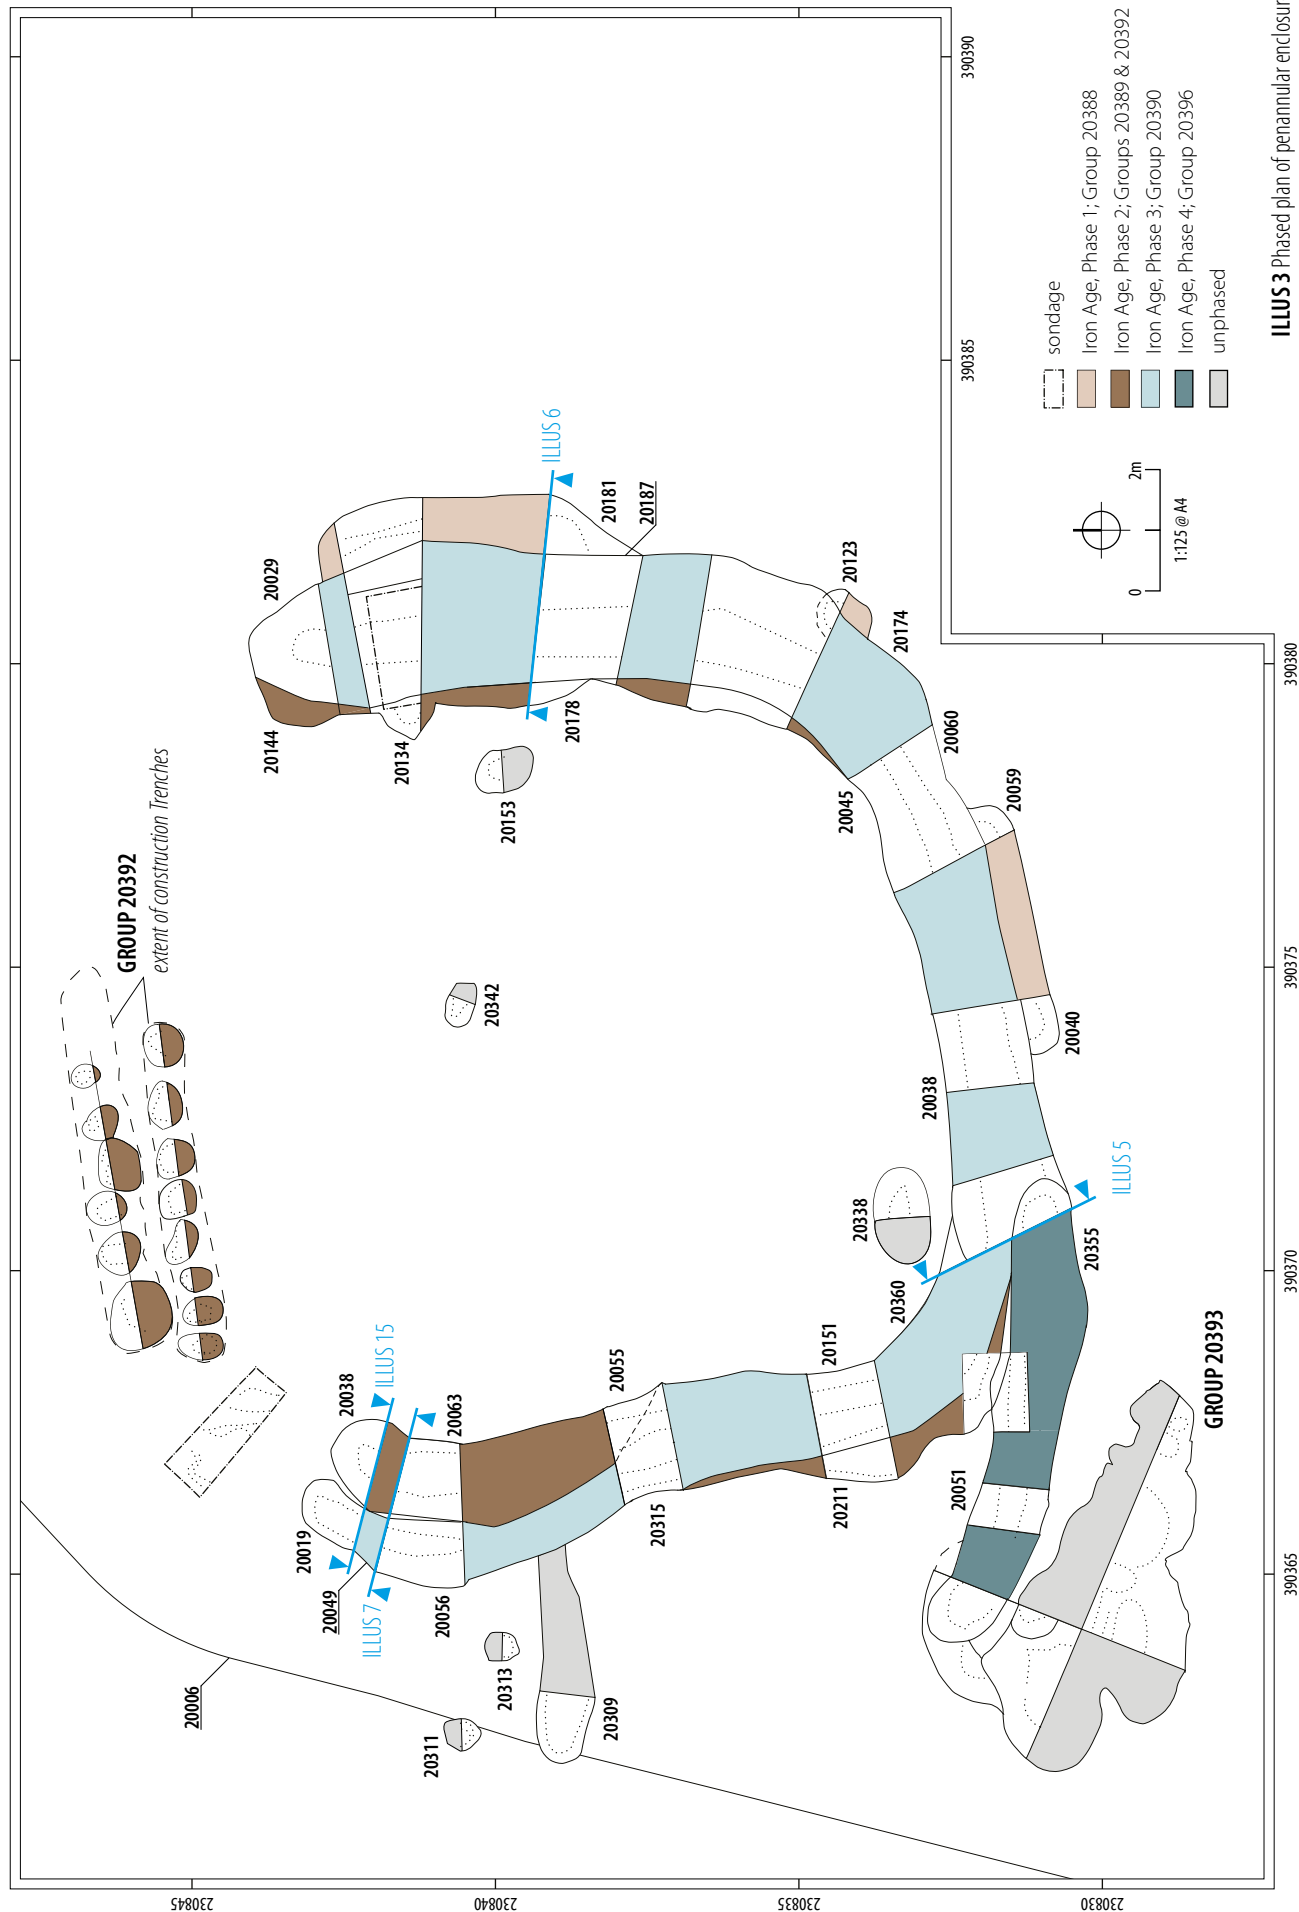 GROUP 20392
extent of construction Trenches
20029
20144
20134
20178
ILLUS 6
20181
20187
20153
20123
20174
20045
20060
20059
20342
20040
20038
20338
ILLUS 5
20355
20360
20151
20055
20038
ILLUS 15
20063
20019
20049
ILLUS 7
20056
20315
20211
20051
GROUP 20393
20006
20311
20313
20309
230845
230840
230835
230830
390365
390370
390375
390380
390385
390390
0
2m
1:125 @ A4
sondage
Iron Age, Phase 1; Group 20388
Iron Age, Phase 2; Groups 20389 & 20392
Iron Age, Phase 3; Group 20390
Iron Age, Phase 4; Group 20396
unphased
ILLUS 3 Phased plan of penannular